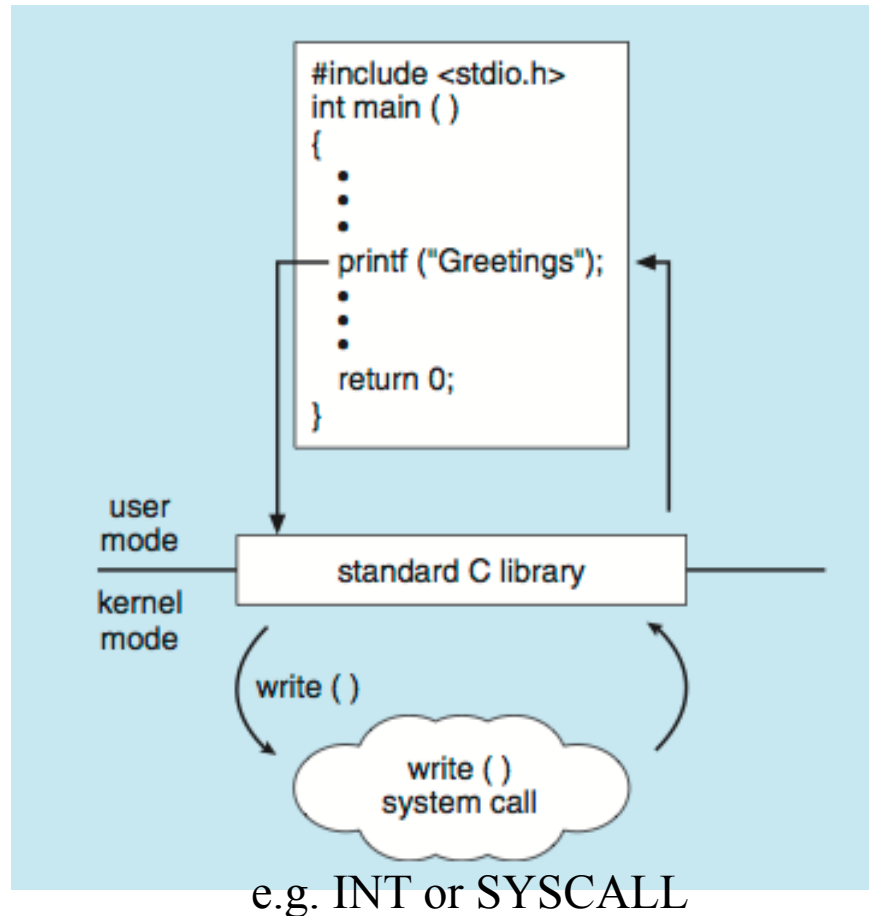 #include <stdio.h>
int main ( )
{
•
•
•
printf ("Greetings");
•
•
•
return 0;
}
user
mode
standard C library
kernel
mode
write ( )
write ( )
system call
e.g. INT or SYSCALL